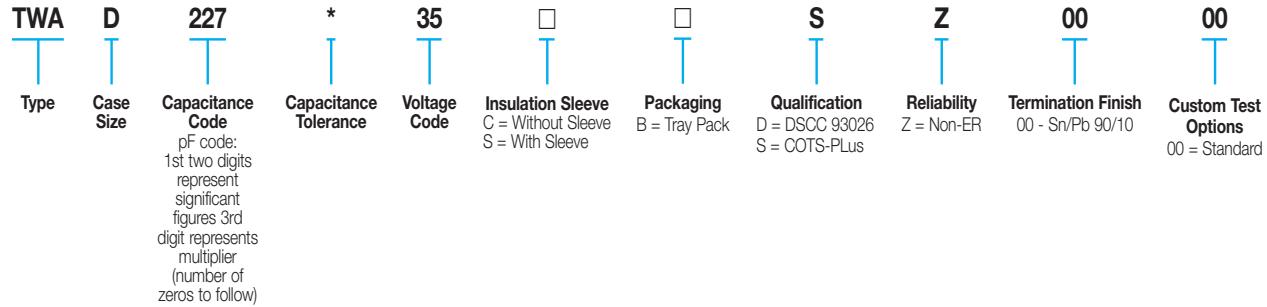 TWA D 227 * 35 □ □ S Z 00 00
Type
Case
Size
Capacitance
Code
pF code:
1st two digits
represent
significant
figures 3rd
digit represents
multiplier
(number of
zeros to follow)
Capacitance
Tolerance
Voltage
Code
Insulation Sleeve
C = Without Sleeve
S = With Sleeve
Packaging
B = Tray Pack
Qualification
D = DSCC 93026
S = COTS-PLus
Reliability
Z = Non-ER
Termination Finish
00 - Sn/Pb 90/10
Custom Test
Options
00 = Standard